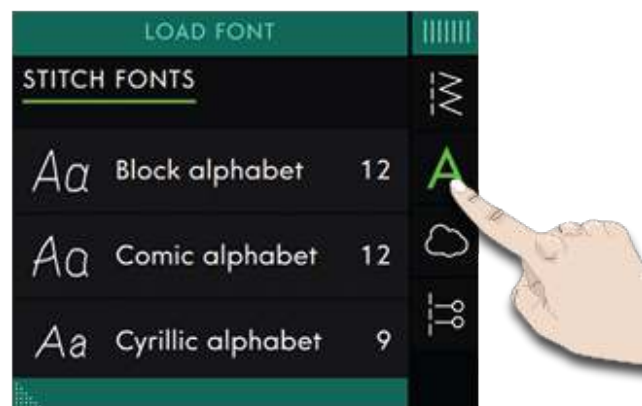 LOAD FONT
STITCH FONTS
Aa Block alphabet 12
Aa Comic alphabet 12
Aa Cyrillic alphabet 9
A